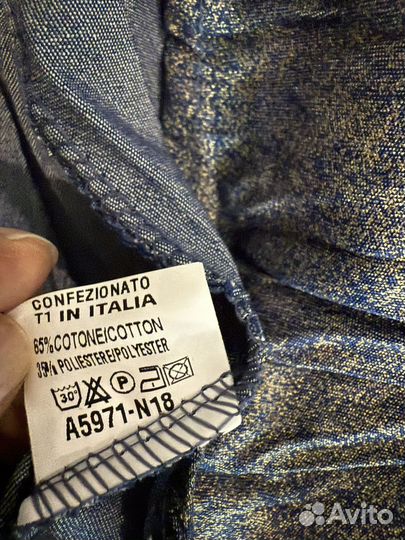 CONFEZIONATO
T1 IN ITALIA
65%COTONE/COTTON
35%POLIESTERE/POLYESTER
30° P
A5971-N18
Avito